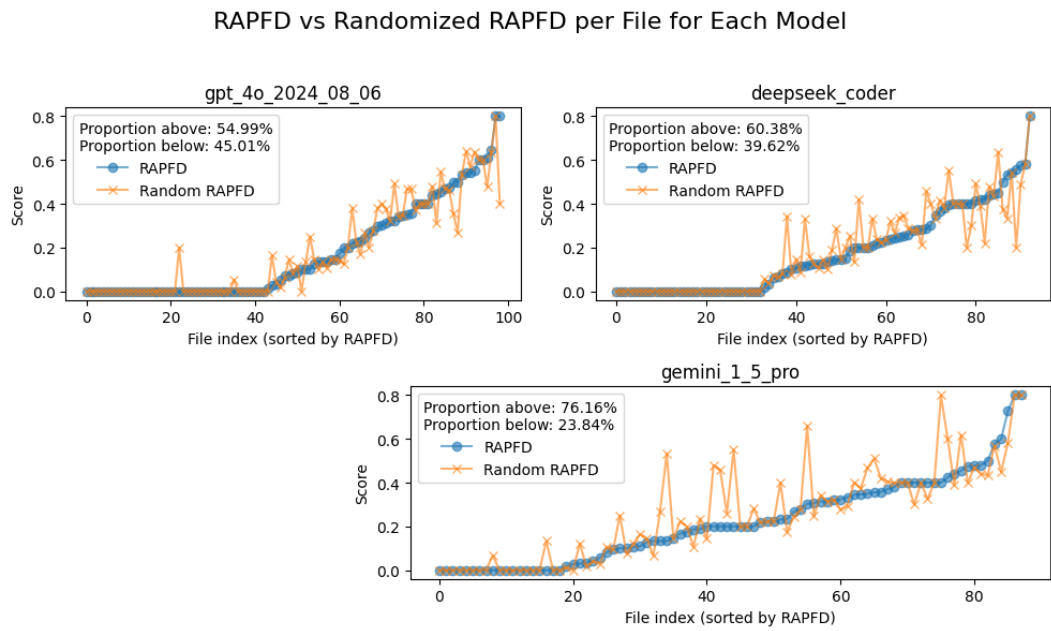 RAPFD vs Randomized RAPFD per File for Each Model
gpt_4o_2024_08_06
Proportion above: 54.99%
Proportion below: 45.01%
RAPFD
Random RAPFD
Score
0.8
0.6
0.4
0.2
0.0
0 20 40 60 80 100
File index (sorted by RAPFD)
deepseek_coder
Proportion above: 60.38%
Proportion below: 39.62%
RAPFD
Random RAPFD
Score
0.8
0.6
0.4
0.2
0.0
0 20 40 60 80
File index (sorted by RAPFD)
gemini_1_5_pro
Proportion above: 76.16%
Proportion below: 23.84%
RAPFD
Random RAPFD
Score
0.8
0.6
0.4
0.2
0.0
0 20 40 60 80
File index (sorted by RAPFD)